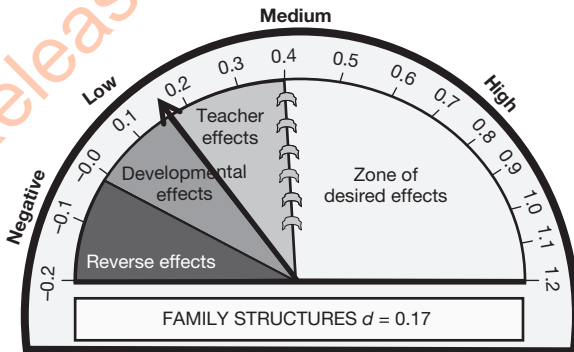 Medium
Low
High
Negative
–0.2
–0.1
–0.0
0.1
0.2
0.3
0.4
0.5
0.6
0.7
0.8
0.9
1.0
1.1
1.2
Teacher
effects
Developmental
effects
Reverse effects
Zone of
desired effects
FAMILY STRUCTURES d = 0.17